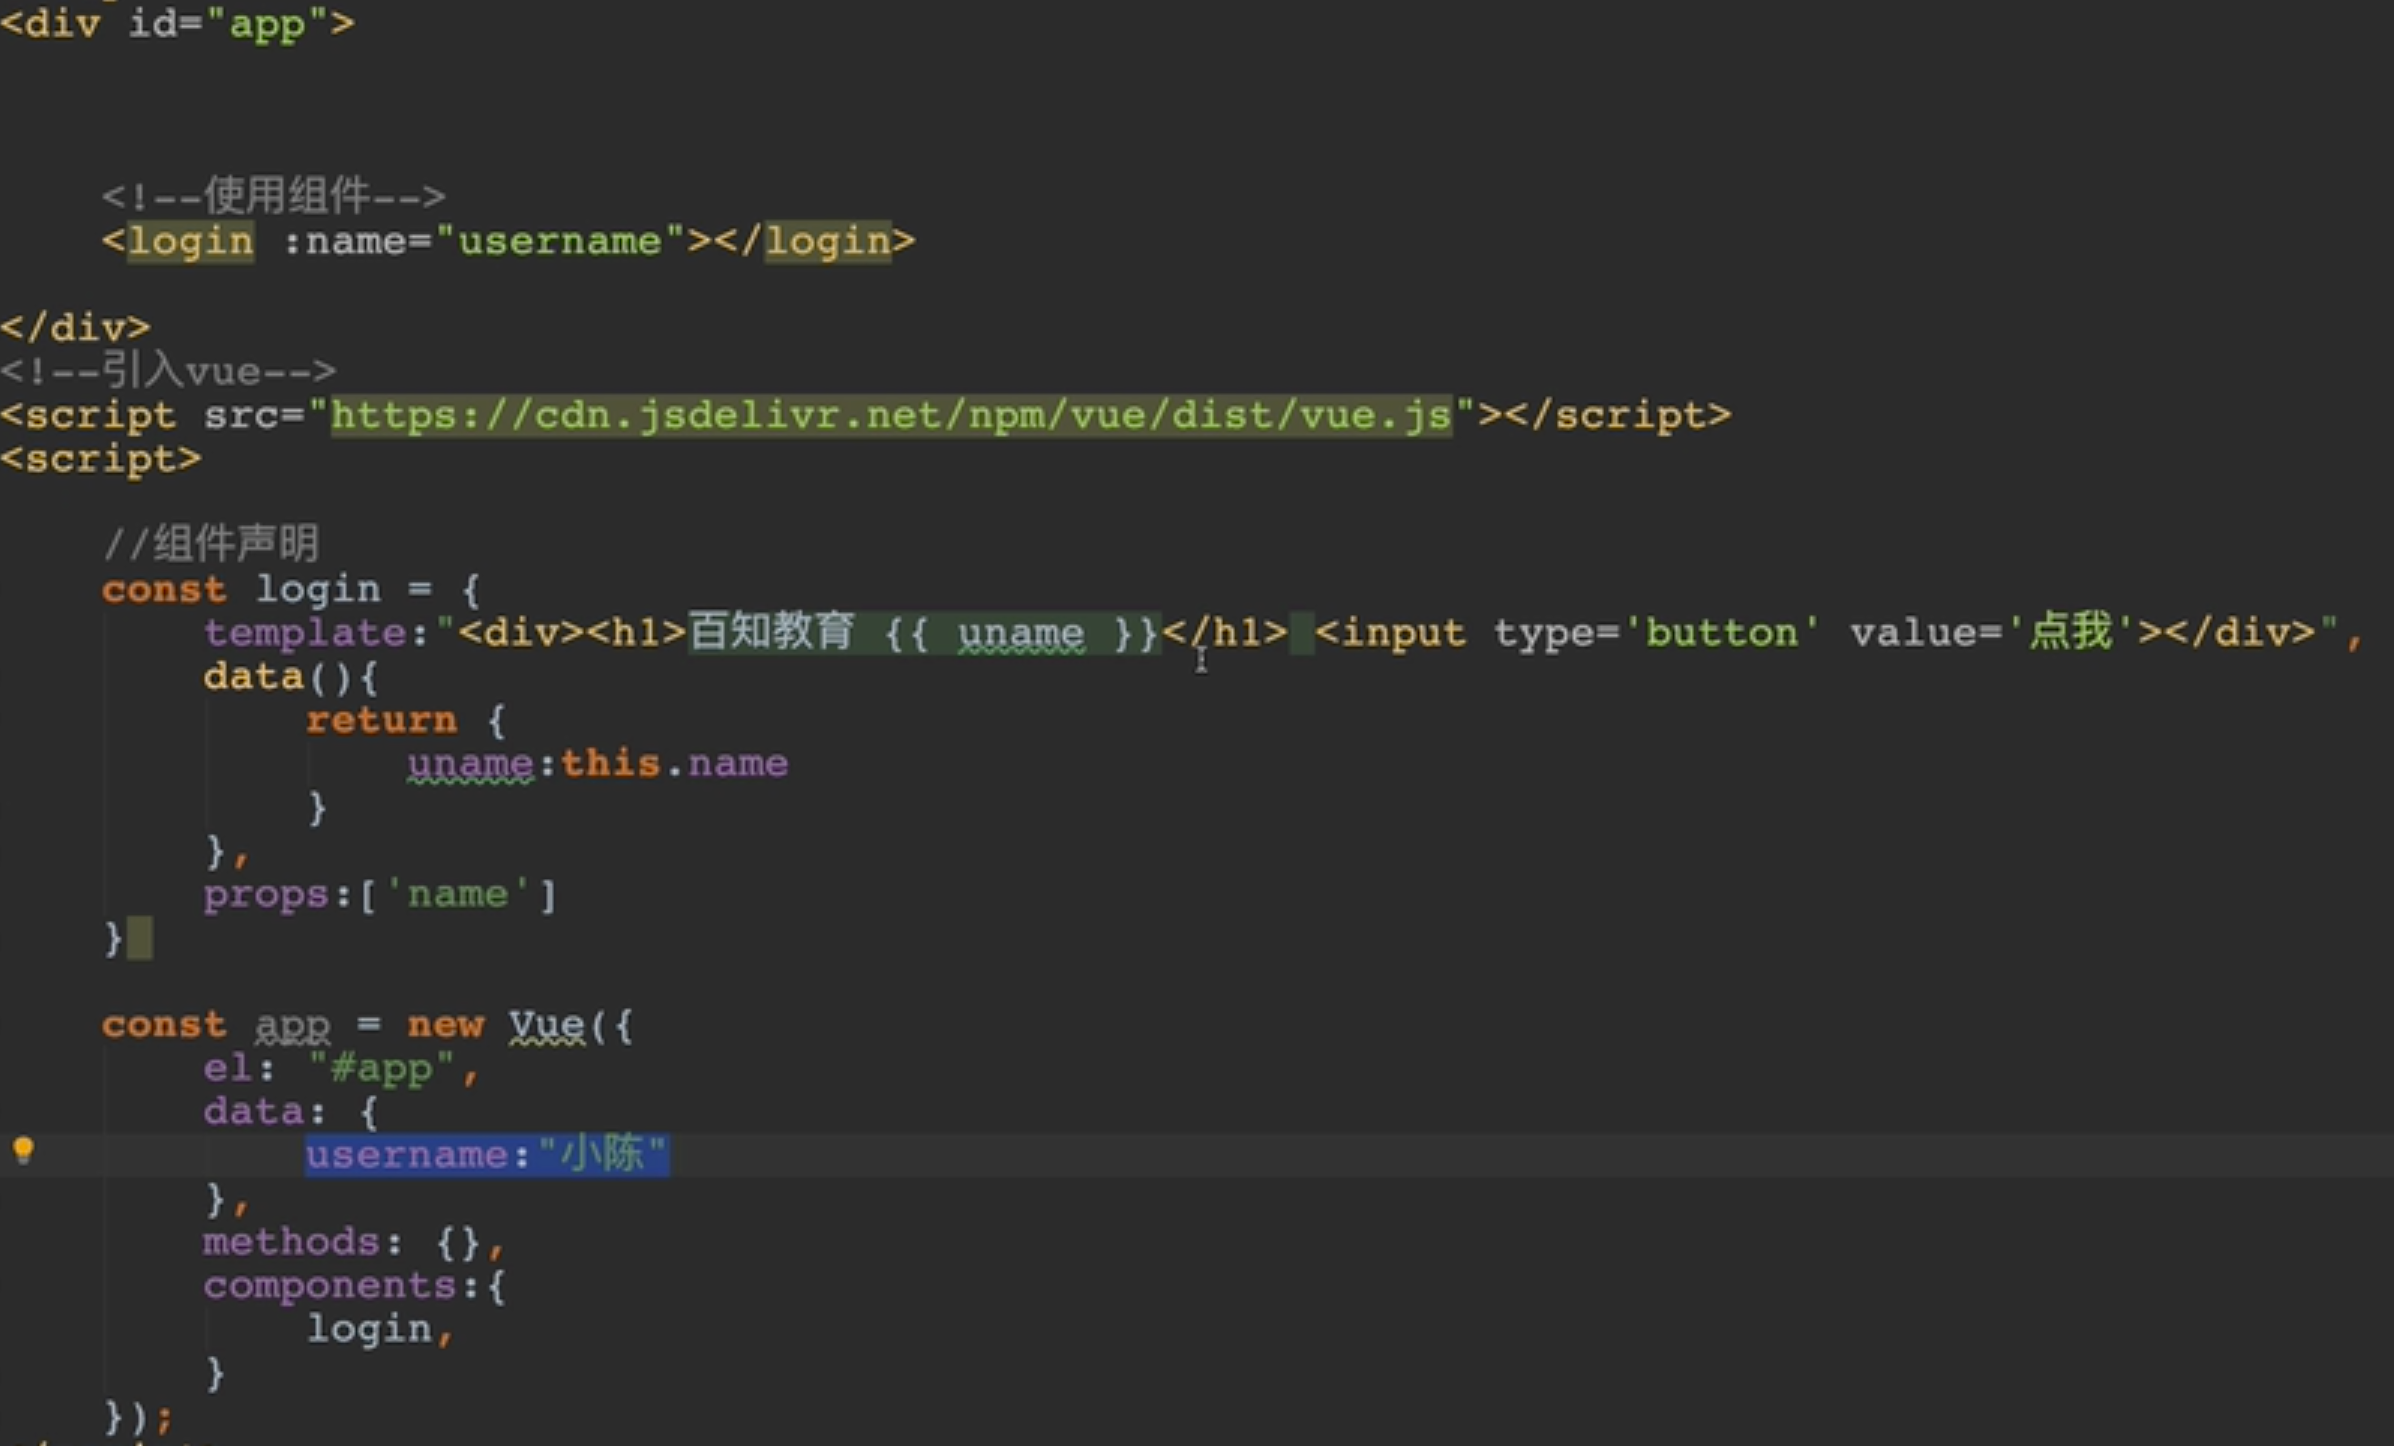 <div id="app">
<!--使用组件-->
<login :name="username"></login>
</div>
<!--引入vue-->
<script src="https://cdn.jsdelivr.net/npm/vue/dist/vue.js"></script>
<script>
//组件声明
const login = {
template:"<div><h1>百知教育 {{ uname }}</h1> <input type='button' value='点我'></div>",
data(){
return {
uname:this.name
}
},
props:['name']
}
const app = new Vue({
el: "#app",
data: {
username:"小陈"
},
methods: {},
components:{
login,
}
});